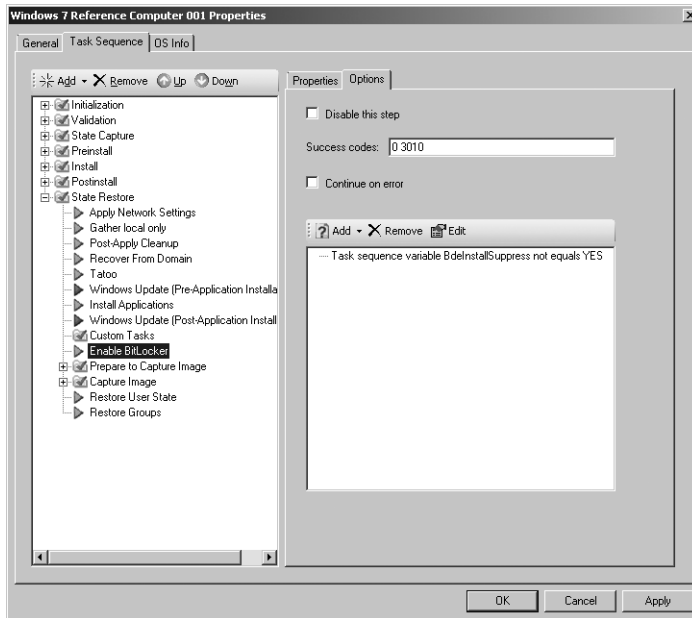 Windows 7 Reference Computer 001 Properties
General Task Sequence OS Info
Add Remove Up Down
Initialization
Validation
State Capture
Preinstall
Install
Postinstall
State Restore
Apply Network Settings
Gather local only
Post-Apply Cleanup
Recover From Domain
Tatoo
Windows Update (Pre-Application Installa
Install Applications
Windows Update (Post-Application Install
Custom Tasks
Enable BitLocker
Prepare to Capture Image
Capture Image
Restore User State
Restore Groups
Properties Options
Disable this step
Success codes: 0 3010
Continue on error
Add Remove Edit
Task sequence variable BdeInstallSuppress not equals YES
OK Cancel Apply